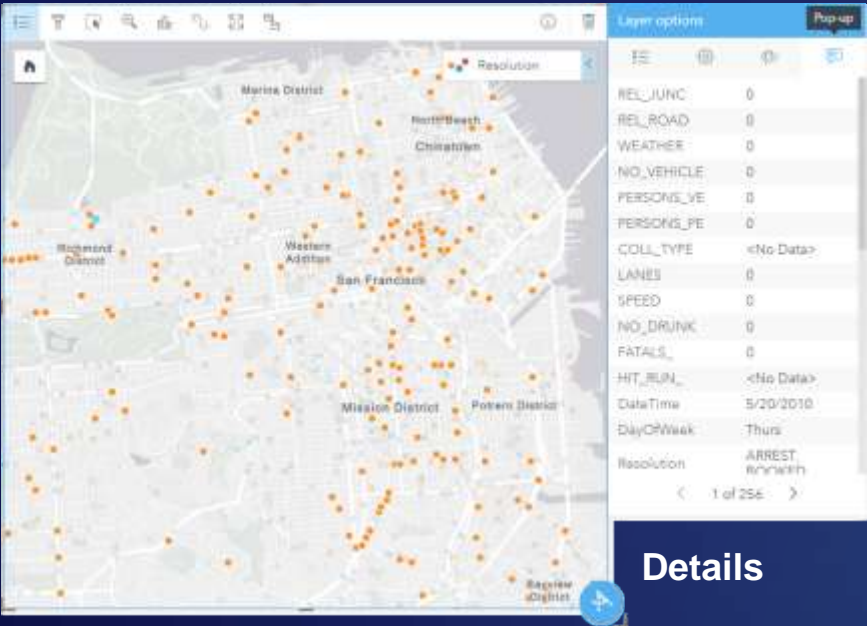 Layer options
Pop-up
Resolution
Marina District
North Beach
Chinatown
Richmond
District
Western
Addition
San Francisco
Mission District
Potrero District
Bayview
District
REL_JUNC 0
REL_ROAD 0
WEATHER 0
NO_VEHICLE 0
PERSONS_VE 0
PERSONS_PE 0
COLL_TYPE <No Data>
LANES 0
SPEED 0
NO_DRUNK 0
FATALS_ 0
HIT_RUN_ <No Data>
DateTime 5/20/2010
DayOfWeek Thurs
Resolution ARREST,
BOOKED
< 1 of 256 >
Details